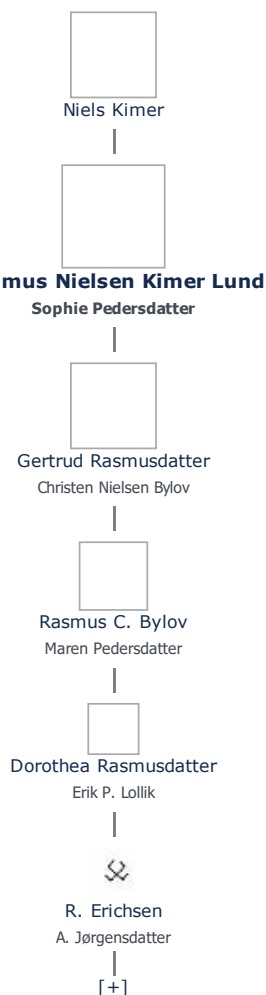 Niels Kimer
mus Nielsen Kimer Lund
Sophie Pedersdatter
Gertrud Rasmusdatter
Christen Nielsen Bylov
Rasmus C. Bylov
Maren Pedersdatter
Dorothea Rasmusdatter
Erik P. Lollik
R. Erichsen
A. Jørgensdatter
[+]